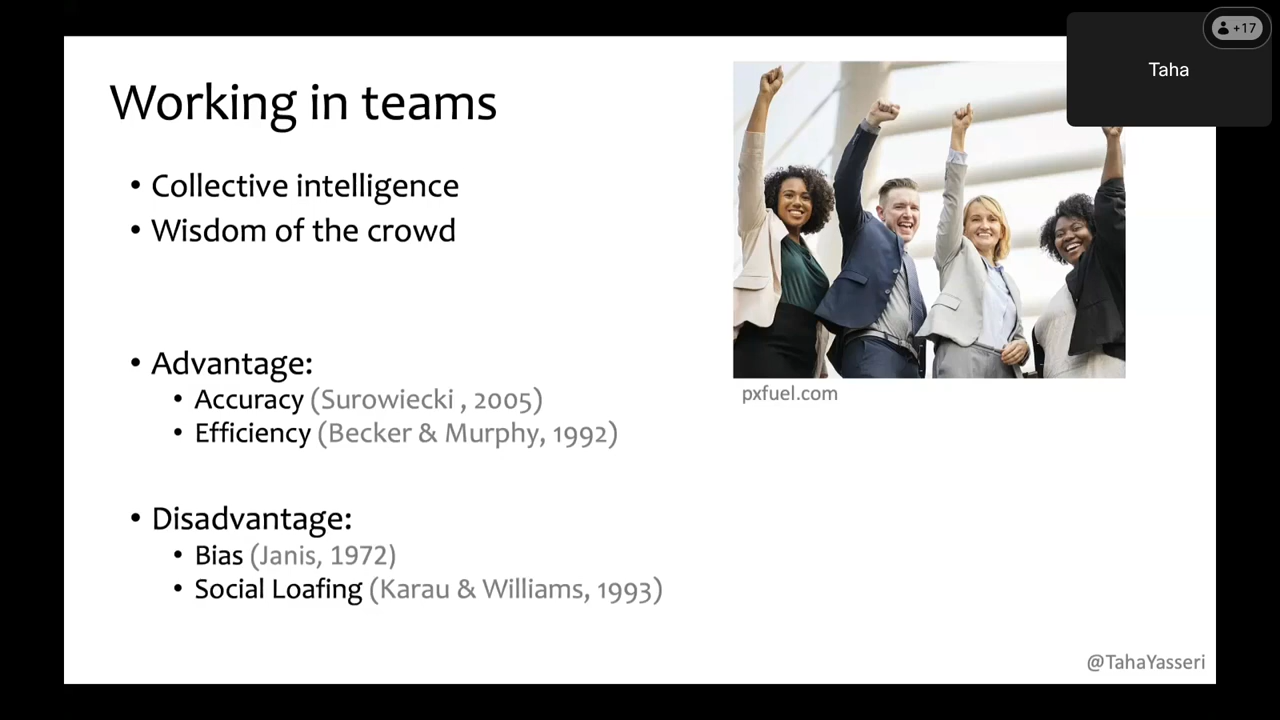 Working in teams
• Collective intelligence
• Wisdom of the crowd
• Advantage:
• Accuracy (Surowiecki , 2005)
• Efficiency (Becker & Murphy, 1992)
• Disadvantage:
• Bias (Janis, 1972)
• Social Loafing (Karau & Williams, 1993)
pxfuel.com
@TahaYasseri
+17
Taha